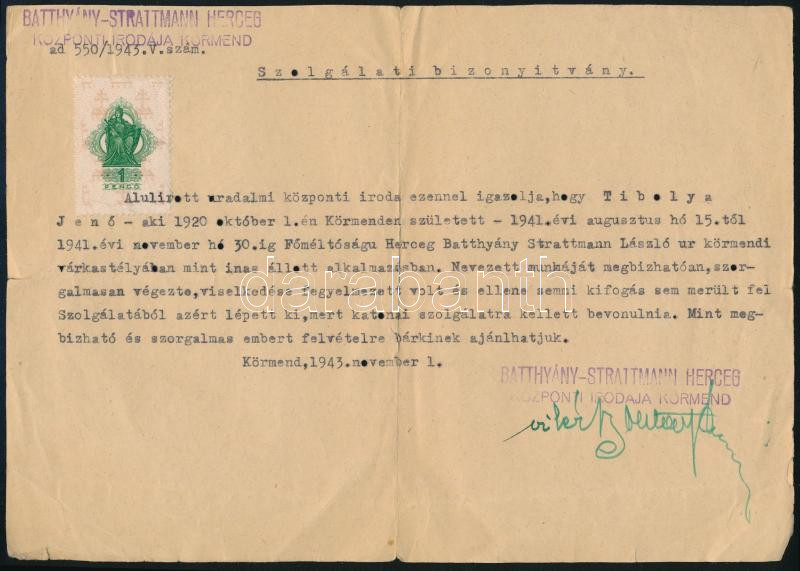 BATTHYÁNY-STRATTMANN HERCEG
KÖZPONTI IRODÁJA KÖRMEND
ad 550/1943.V.szám.
Szolgálati bizonyitvány.
1
PENGŐ
Alulirott uradalmi központi iroda ezennel igazolja,hogy Tibolya
Jenő - aki 1920 október 1.én Körmenden született - 1941.évi augusztus hó 15.től
1941.évi november hó 30.ig Főméltóságu Herceg Batthyány Strattmann László ur körmendi
várkastélyában mint inas állott alkalmazásban. Nevezett munkáját megbizhatóan,szor-
galmasan végezte,viselkedése fegyelmezett volt és ellene semni kifogás sem merült fel
Szolgálatából azért lépett ki,mert katonai szolgálatra kellett bevonulnia. Mint meg-
bizható és szorgalmas embert felvételre bárkinek ajánlhatjuk.
Körmend,1943.november 1.
darabanth
BATTHYÁNY-STRATTMANN HERCEG
KÖZPONTI IRODÁJA KÖRMEND